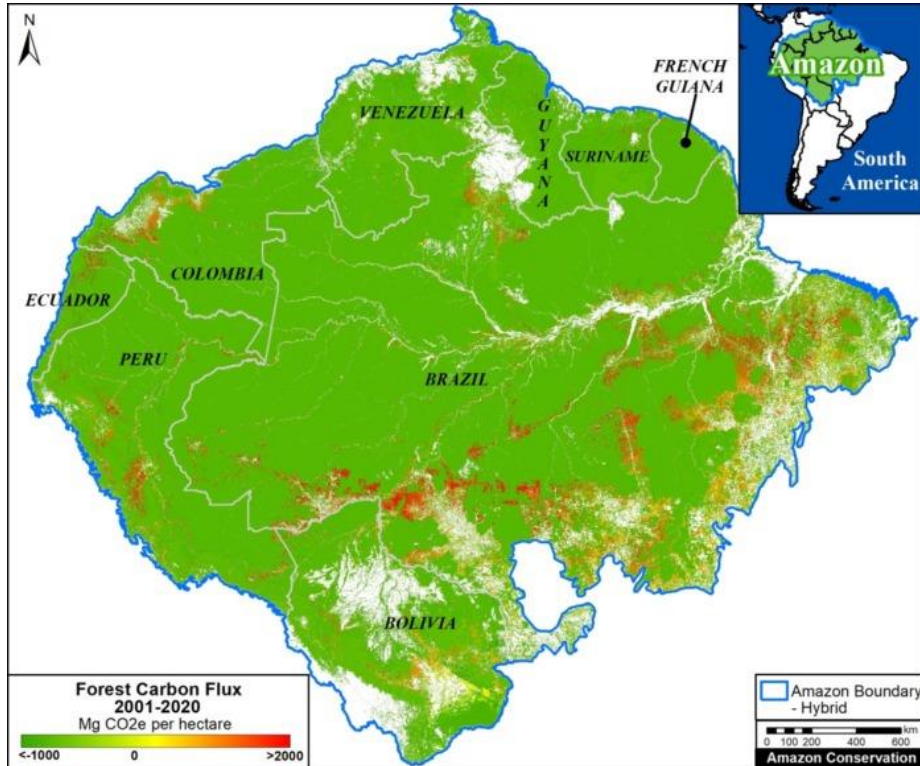 N
VENEZUELA
GUYANA
SURINAME
FRENCH
GUIANA
Amazon
South
America
COLOMBIA
ECUADOR
PERU
BRAZIL
BOLIVIA
Forest Carbon Flux
2001-2020
Mg CO2e per hectare
<-1000 0 >2000
Amazon Boundary
- Hybrid
km
0 100 200 400 600
Amazon Conservation